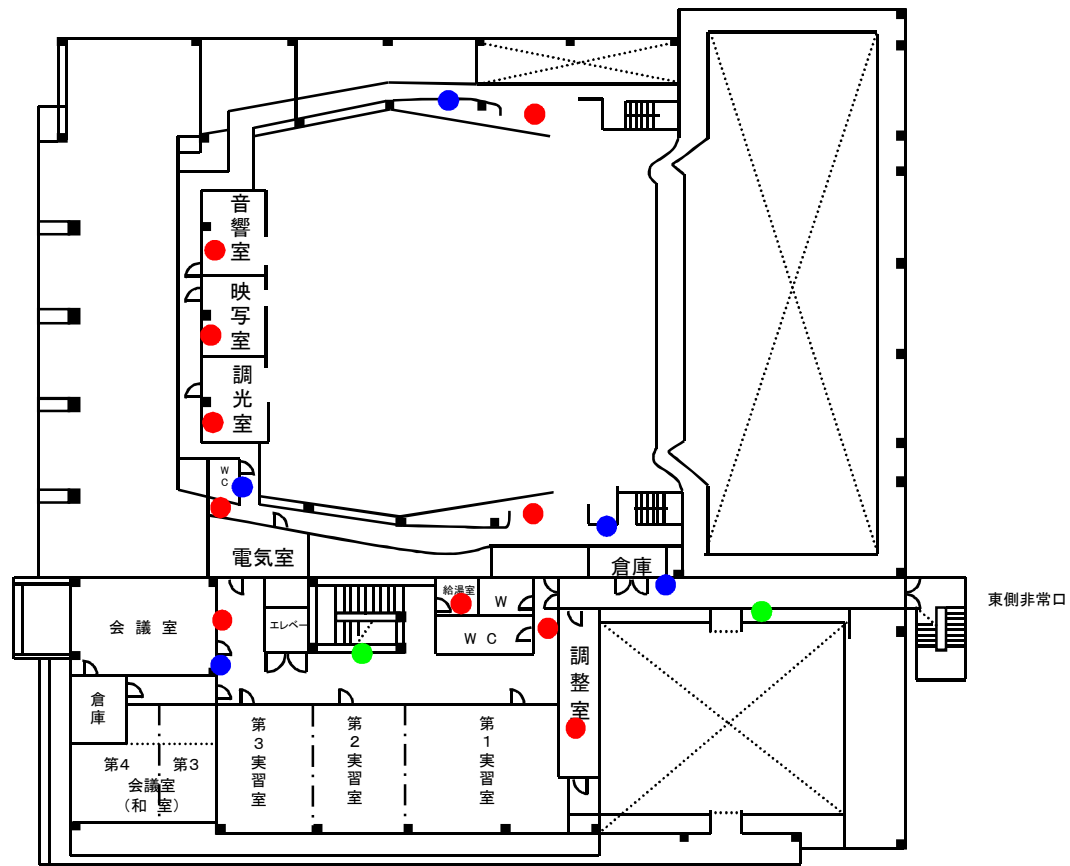 音響室
映写室
調光室
WC
電気室
倉庫
東側非常口
会議室
エレベー
給湯室
W
WC
調整室
倉庫
第3実習室
第2実習室
第1実習室
第4 第3
会議室
(和 室)